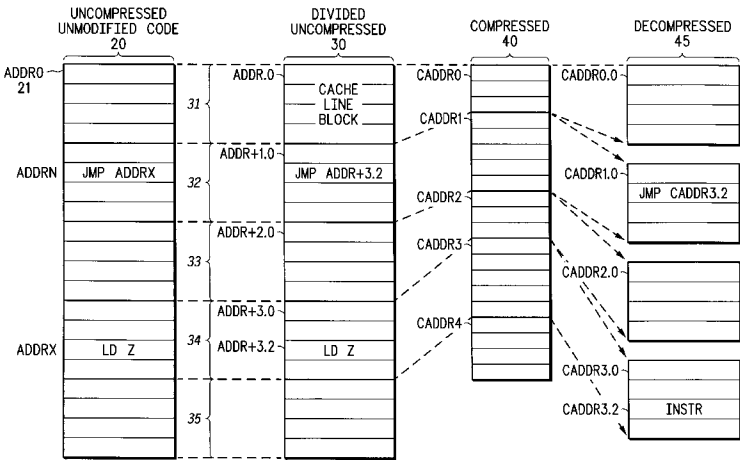 UNCOMPRESSED
UNMODIFIED CODE
20
DIVIDED
UNCOMPRESSED
30
COMPRESSED
40
DECOMPRESSED
45
ADDR0
21
ADDRN
ADDRX
JMP ADDRX
LD Z
31
32
33
34
35
ADDR.0
ADDR+1.0
ADDR+2.0
ADDR+3.0
ADDR+3.2
CACHE
LINE
BLOCK
JMP ADDR+3.2
LD Z
CADDR0
CADDR1
CADDR2
CADDR3
CADDR4
CADDR0.0
CADDR1.0
JMP CADDR3.2
CADDR2.0
CADDR3.0
CADDR3.2
INSTR